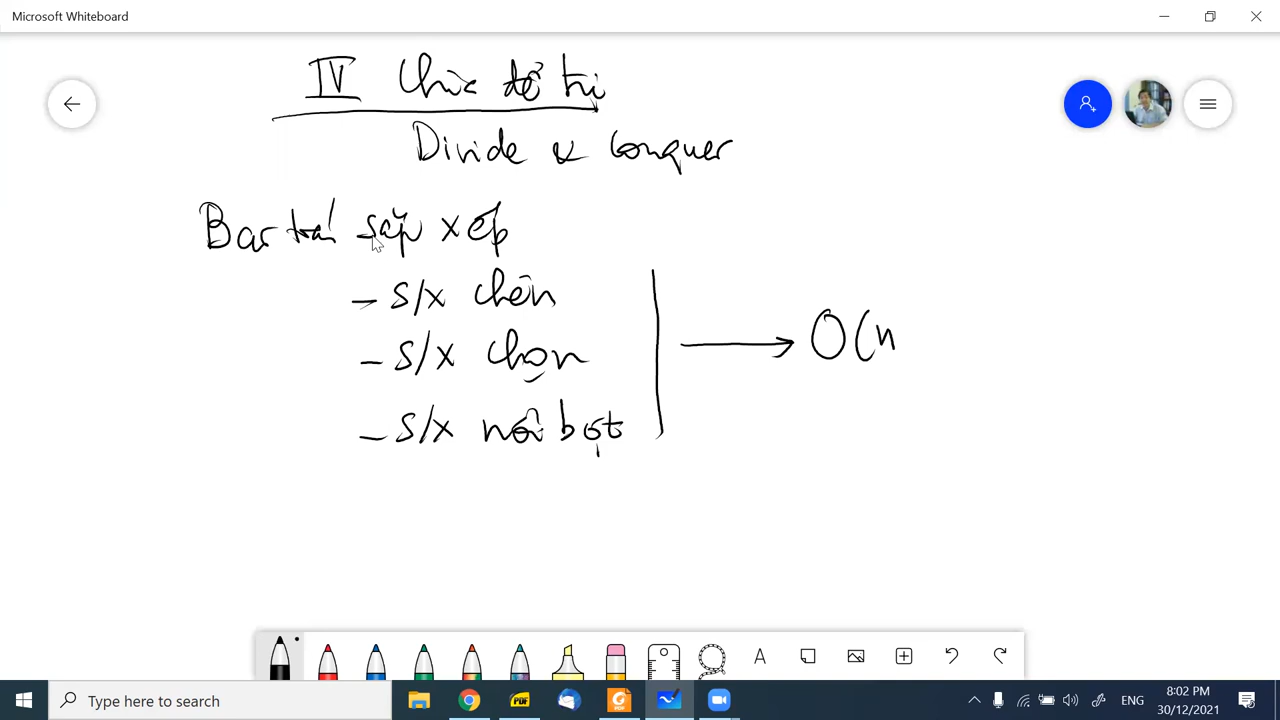 Microsoft Whiteboard
IV Chia để trị
Divide & Conquer
Bài toán sắp xếp
- S/X chèn
- S/X chọn
- S/X nổi bọt
O(n
Type here to search
ENG
8:02 PM
30/12/2021